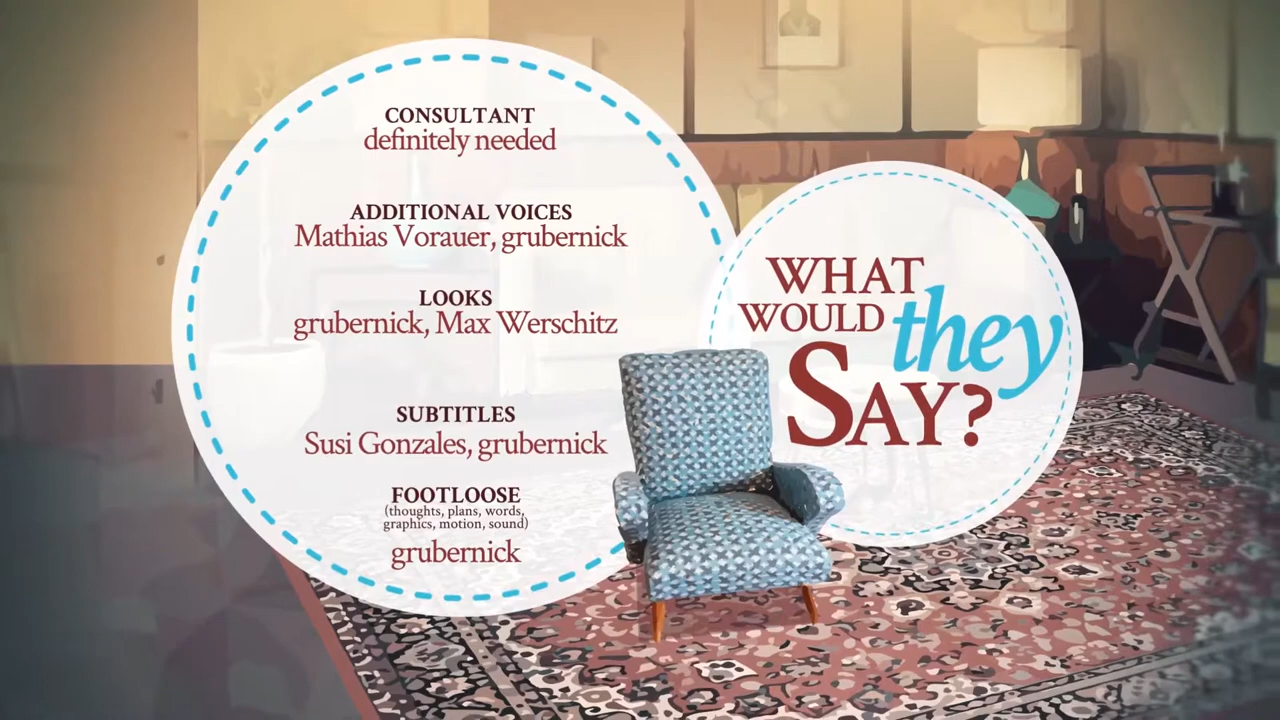 CONSULTANT
definitely needed
ADDITIONAL VOICES
Mathias Vorauer, grubernick
LOOKS
grubernick, Max Werschitz
SUBTITLES
Susi Gonzales, grubernick
FOOTLOOSE
(thoughts, plans, words,
graphics, motion, sound)
grubernick
WHAT
WOULD they
SAY?